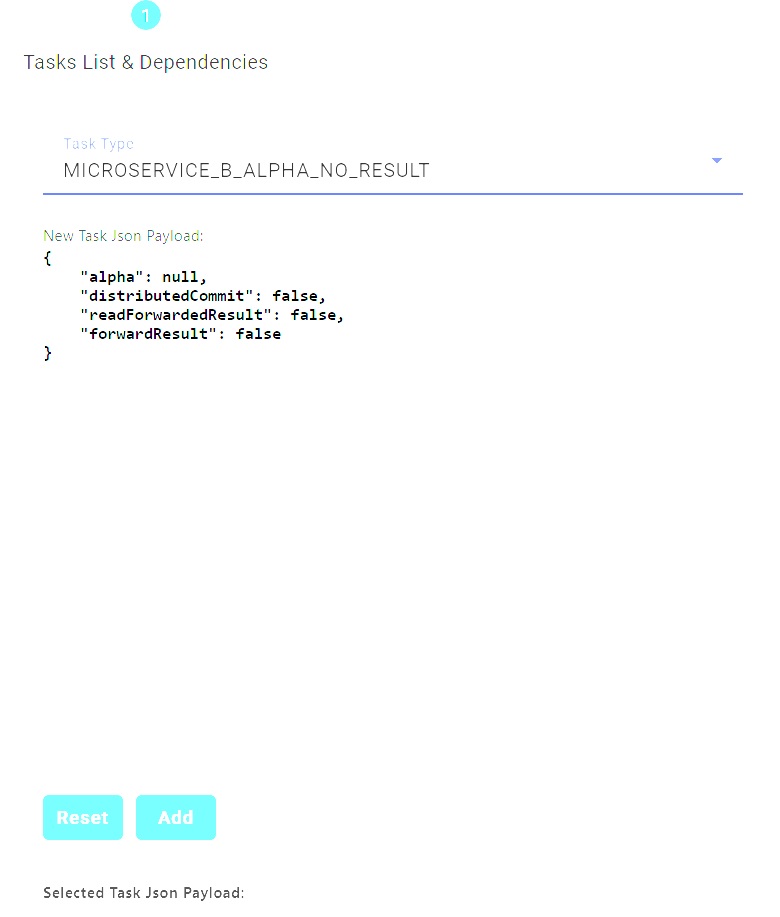 1
Tasks List & Dependencies
Task Type
MICROSERVICE_B_ALPHA_NO_RESULT
New Task Json Payload:
{
    "alpha": null,
    "distributedCommit": false,
    "readForwardedResult": false,
    "forwardResult": false
}
Reset Add
Selected Task Json Payload: